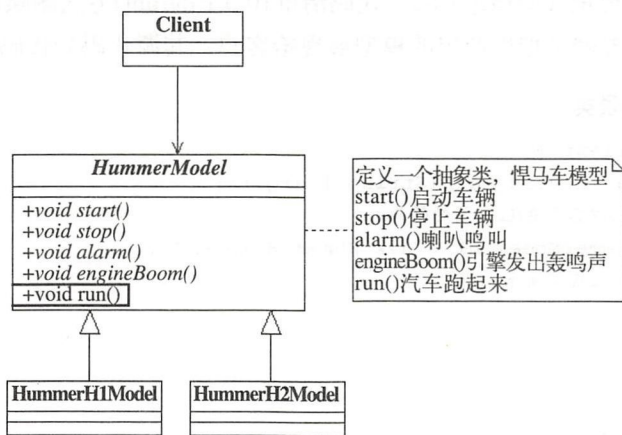 Client
HummerModel
+void start()
+void stop()
+void alarm()
+void engineBoom()
+void run()
定义一个抽象类，悍马车模型
start()启动车辆
stop()停止车辆
alarm()喇叭鸣叫
engineBoom()引擎发出轰鸣声
run()汽车跑起来
HummerH1Model
HummerH2Model